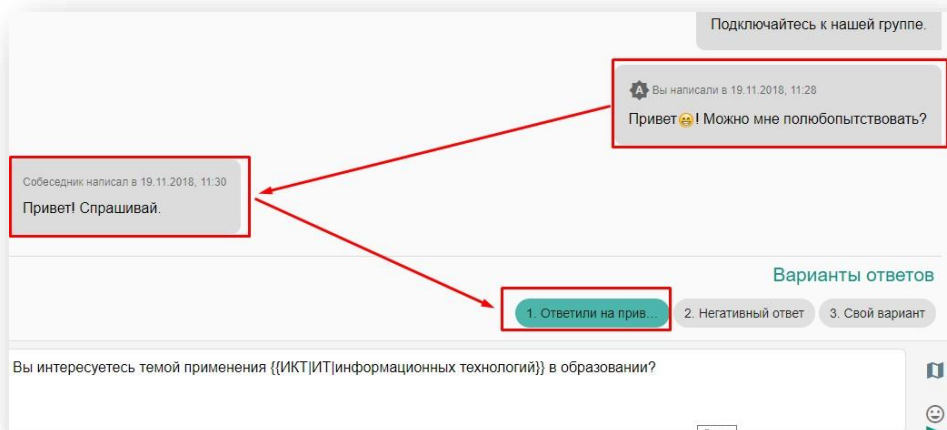 Подключайтесь к нашей группе.
A Вы написали в 19.11.2018, 11:28
Привет😁! Можно мне полюбопытствовать?
Собеседник написал в 19.11.2018, 11:30
Привет! Спрашивай.
Варианты ответов
1. Ответили на прив... 2. Негативный ответ 3. Свой вариант
Вы интересуетесь темой применения {{ИКТ|ИТ|информационных технологий}} в образовании?